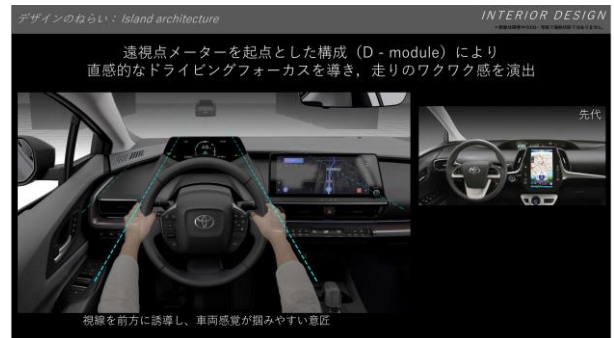 デザインのねらい：Island architecture
INTERIOR DESIGN
遠視点メーターを起点とした構成（D - module）により
直感的なドライビングフォーカスを導き，走りのワクワク感を演出
先代
視線を前方に誘導し、車両感覚が掴みやすい意匠